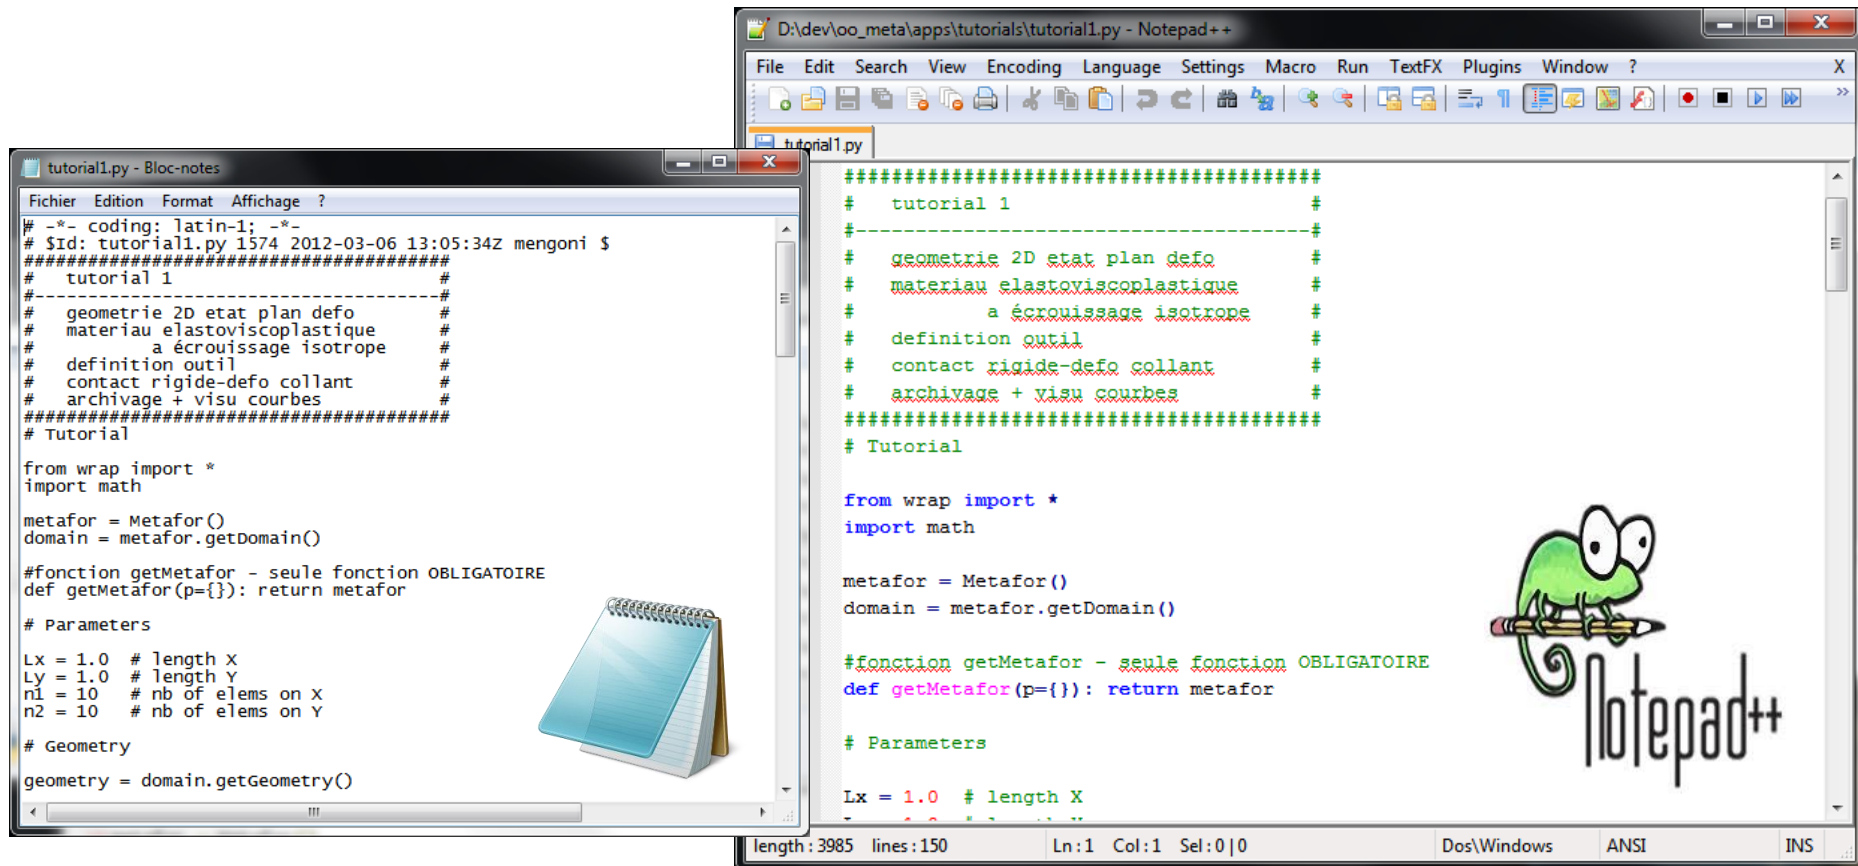 tutorial1.py - Bloc-notes
Fichier Edition Format Affichage ?
# -*- coding: latin-1; -*-
# $Id: tutorial1.py 1574 2012-03-06 13:05:34Z mengoni $
########################################
#   tutorial 1                         #
#--------------------------------------#
#   geometrie 2D etat plan defo        #
#   materiau elastoviscoplastique      #
#           a écrouissage isotrope     #
#   definition outil                   #
#   contact rigide-defo collant        #
#   archivage + visu courbes           #
########################################
# Tutorial
from wrap import *
import math
metafor = Metafor()
domain = metafor.getDomain()
#fonction getMetafor - seule fonction OBLIGATOIRE
def getMetafor(p={}): return metafor
# Parameters
Lx = 1.0  # length X
Ly = 1.0  # length Y
n1 = 10   # nb of elems on X
n2 = 10   # nb of elems on Y
# Geometry
geometry = domain.getGeometry()
D:\dev\oo_meta\apps\tutorials\tutorial1.py - Notepad++
File Edit Search View Encoding Language Settings Macro Run TextFX Plugins Window ? X
tutorial1.py
########################################
#   tutorial 1                         #
#--------------------------------------#
#   geometrie 2D etat plan defo        #
#   materiau elastoviscoplastique      #
#           a écrouissage isotrope     #
#   definition outil                   #
#   contact rigide-defo collant        #
#   archivage + visu courbes           #
########################################
# Tutorial
from wrap import *
import math
metafor = Metafor()
domain = metafor.getDomain()
#fonction getMetafor - seule fonction OBLIGATOIRE
def getMetafor(p={}): return metafor
# Parameters
Lx = 1.0  # length X
Notepad++
length : 3985 lines : 150 Ln : 1 Col : 1 Sel : 0 | 0 Dos\Windows ANSI INS